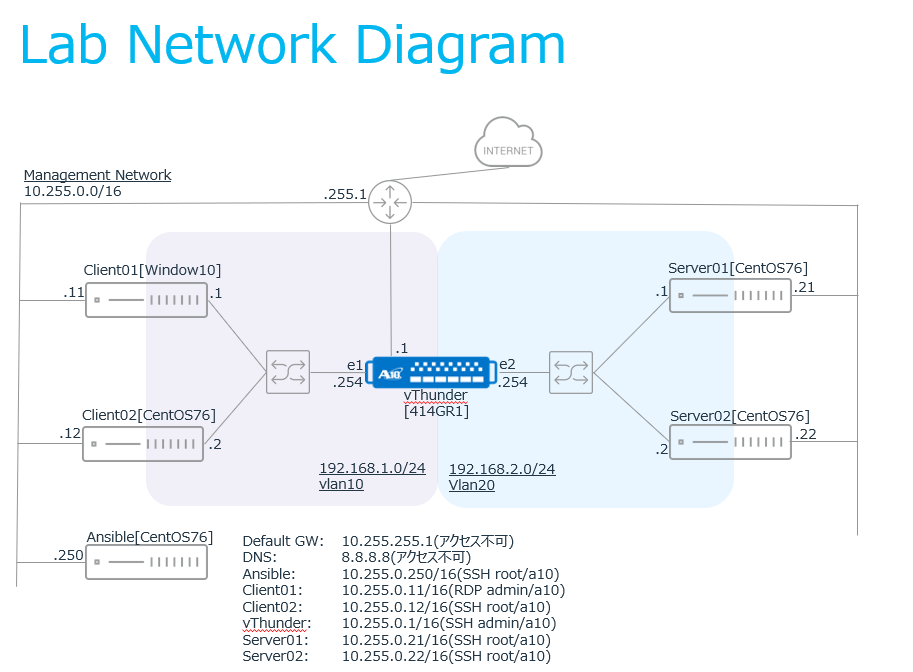 Lab Network Diagram
INTERNET
Management Network
10.255.0.0/16
.255.1
Client01[Window10]
.11
.1
Server01[CentOS76]
.1
.21
.1
e1
.254
A10
e2
.254
vThunder
[414GR1]
Client02[CentOS76]
.12
.2
Server02[CentOS76]
.2
.22
192.168.1.0/24
vlan10
192.168.2.0/24
Vlan20
Ansible[CentOS76]
.250
Default GW: 10.255.255.1(アクセス不可)
DNS: 8.8.8.8(アクセス不可)
Ansible: 10.255.0.250/16(SSH root/a10)
Client01: 10.255.0.11/16(RDP admin/a10)
Client02: 10.255.0.12/16(SSH root/a10)
vThunder: 10.255.0.1/16(SSH admin/a10)
Server01: 10.255.0.21/16(SSH root/a10)
Server02: 10.255.0.22/16(SSH root/a10)